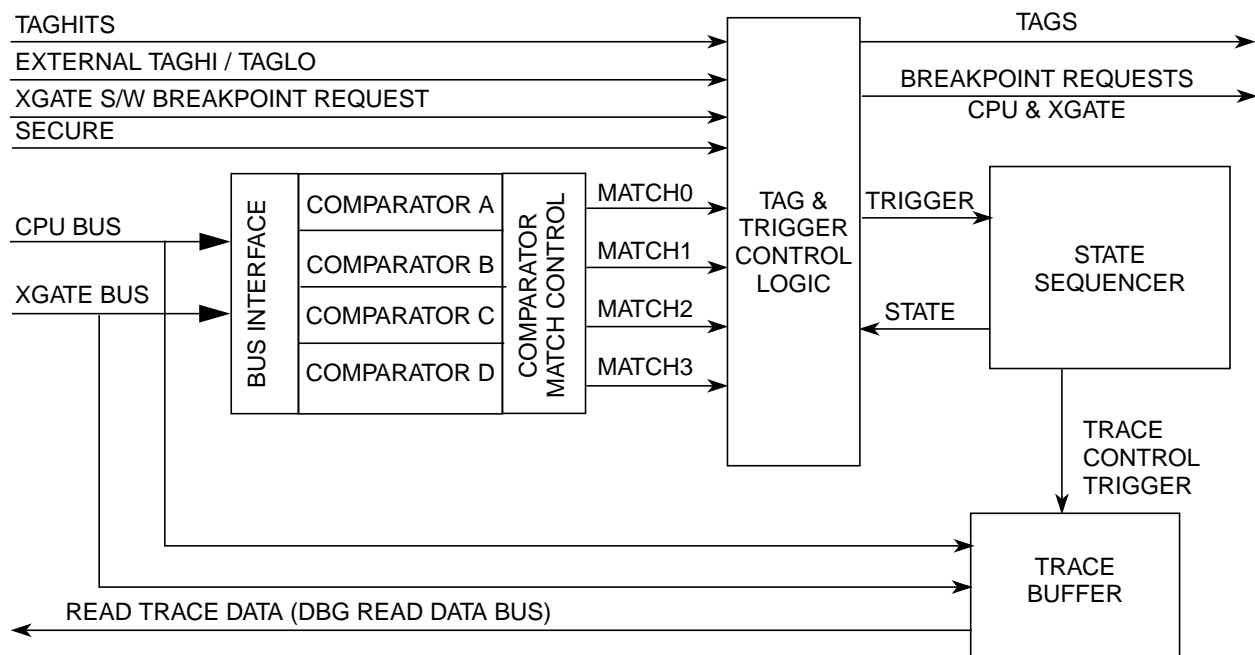 TAGHITS
EXTERNAL TAGHI / TAGLO
XGATE S/W BREAKPOINT REQUEST
SECURE
TAGS
BREAKPOINT REQUESTS
CPU & XGATE
CPU BUS
XGATE BUS
BUS INTERFACE
COMPARATOR A
COMPARATOR B
COMPARATOR C
COMPARATOR D
COMPARATOR
MATCH CONTROL
MATCH0
MATCH1
MATCH2
MATCH3
TAG &
TRIGGER
CONTROL
LOGIC
TRIGGER
STATE
STATE
SEQUENCER
TRACE
CONTROL
TRIGGER
TRACE
BUFFER
READ TRACE DATA (DBG READ DATA BUS)